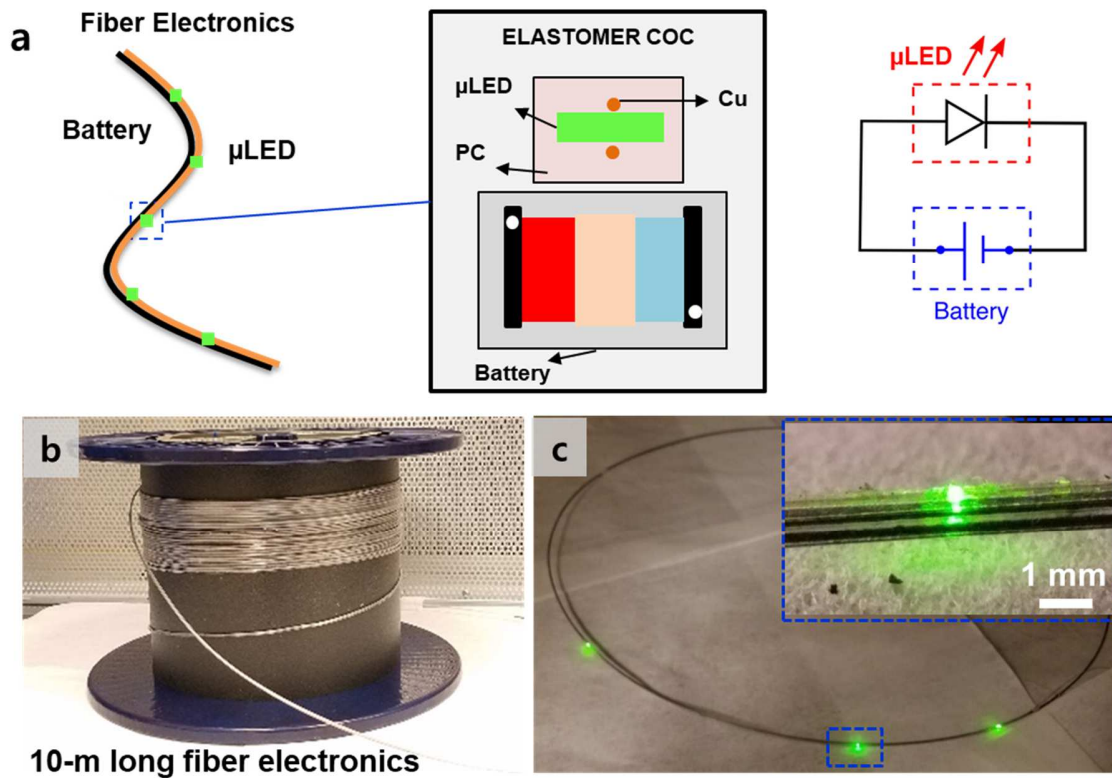 a
Fiber Electronics
Battery
µLED
ELASTOMER COC
µLED
Cu
PC
Battery
µLED
Battery
b
10-m long fiber electronics
c
1 mm